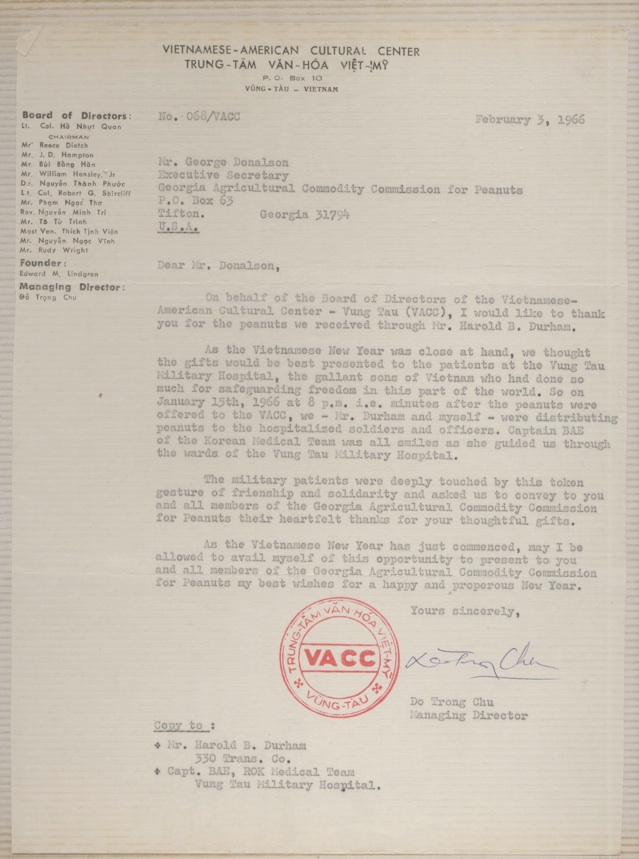 VIETNAMESE-AMERICAN CULTURAL CENTER
TRUNG-TÂM VĂN-HÓA VIỆT-MỸ
P. O. Box 10
VŨNG-TÀU — VIETNAM
Board of Directors:
Lt. Col. Hồ Nhựt Quan
CHAIRMAN
Mr. Reece Dietch
Mr. J. D. Hampton
Mr. Bùi Bồng Hãn
Mr. William Hensley, Jr
Dr. Nguyễn Thành Phước
Lt. Col. Robert G. Shircliff
Mr. Phạm Ngọc Thơ
Rev. Nguyễn Minh Trí
Mr. Tô Tử Trình
Most Ven. Thích Tịnh Viên
Mr. Nguyễn Ngọc Vĩnh
Mr. Rudy Wright
Founder:
Edward M. Lindgren
Managing Director:
Đỗ Trọng Chu
No. 068/VACC
February 3, 1966
Mr. George Donalson
Executive Secretary
Georgia Agricultural Commodity Commission for Peanuts
P.O. Box 63
Tifton. Georgia 31794
U.S.A.
Dear Mr. Donalson,
On behalf of the Board of Directors of the Vietnamese-
American Cultural Center - Vung Tau (VACC), I would like to thank
you for the peanuts we received through Mr. Harold B. Durham.
As the Vietnamese New Year was close at hand, we thought
the gifts would be best presented to the patients at the Vung Tau
Military Hospital, the gallant sons of Vietnam who had done so
much for safeguarding freedom in this part of the world. So on
January 15th, 1966 at 8 p.m. i.e. minutes after the peanuts were
offered to the VACC, we - Mr. Durham and myself - were distributing
peanuts to the hospitalized soldiers and officers. Captain BAE
of the Korean Medical Team was all smiles as she guided us through
the wards of the Vung Tau Military Hospital.
The military patients were deeply touched by this token
gesture of frienship and solidarity and asked us to convey to you
and all members of the Georgia Agricultural Commodity Commission
for Peanuts their heartfelt thanks for your thoughtful gifts.
As the Vietnamese New Year has just commenced, may I be
allowed to avail myself of this opportunity to present to you
and all members of the Georgia Agricultural Commodity Commission
for Peanuts my best wishes for a happy and properous New Year.
Yours sincerely,
TRUNG-TÂM VĂN HÓA VIỆT-MỸ
VACC
VŨNG-TÀU
Do Trong Chu
Managing Director
Copy to :
Mr. Harold B. Durham
330 Trans. Co.
Capt. BAE, ROK Medical Team
Vung Tau Military Hospital.